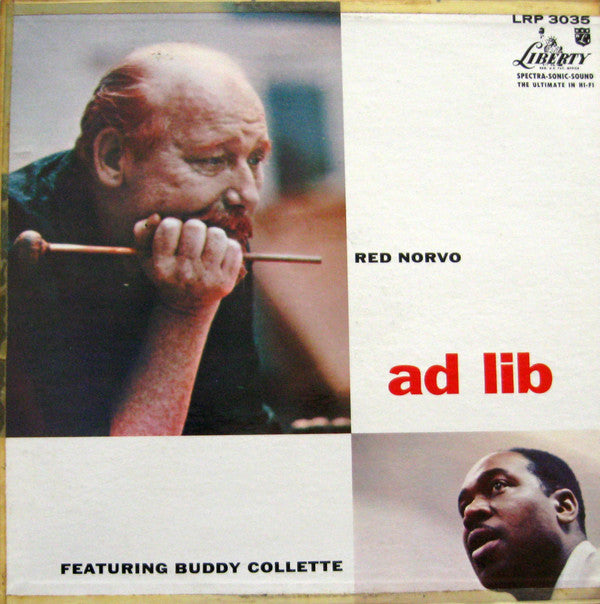 LRP 3035
LIBERTY
SPECTRA-SONIC-SOUND
THE ULTIMATE IN HI-FI
RED NORVO
ad lib
FEATURING BUDDY COLLETTE